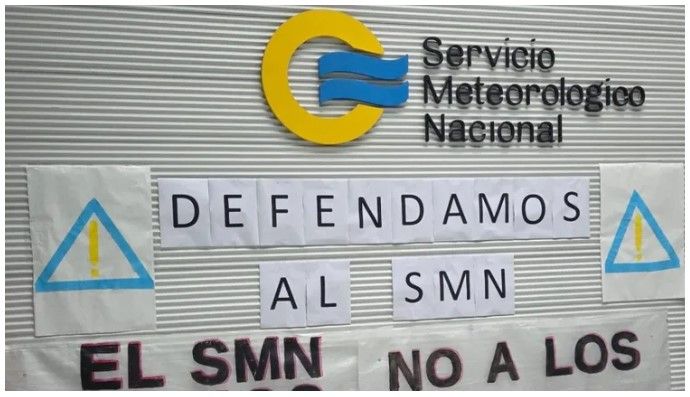 Servicio
Meteorologico
Nacional
DEFENDAMOS
AL SMN
EL SMN
NO A LOS